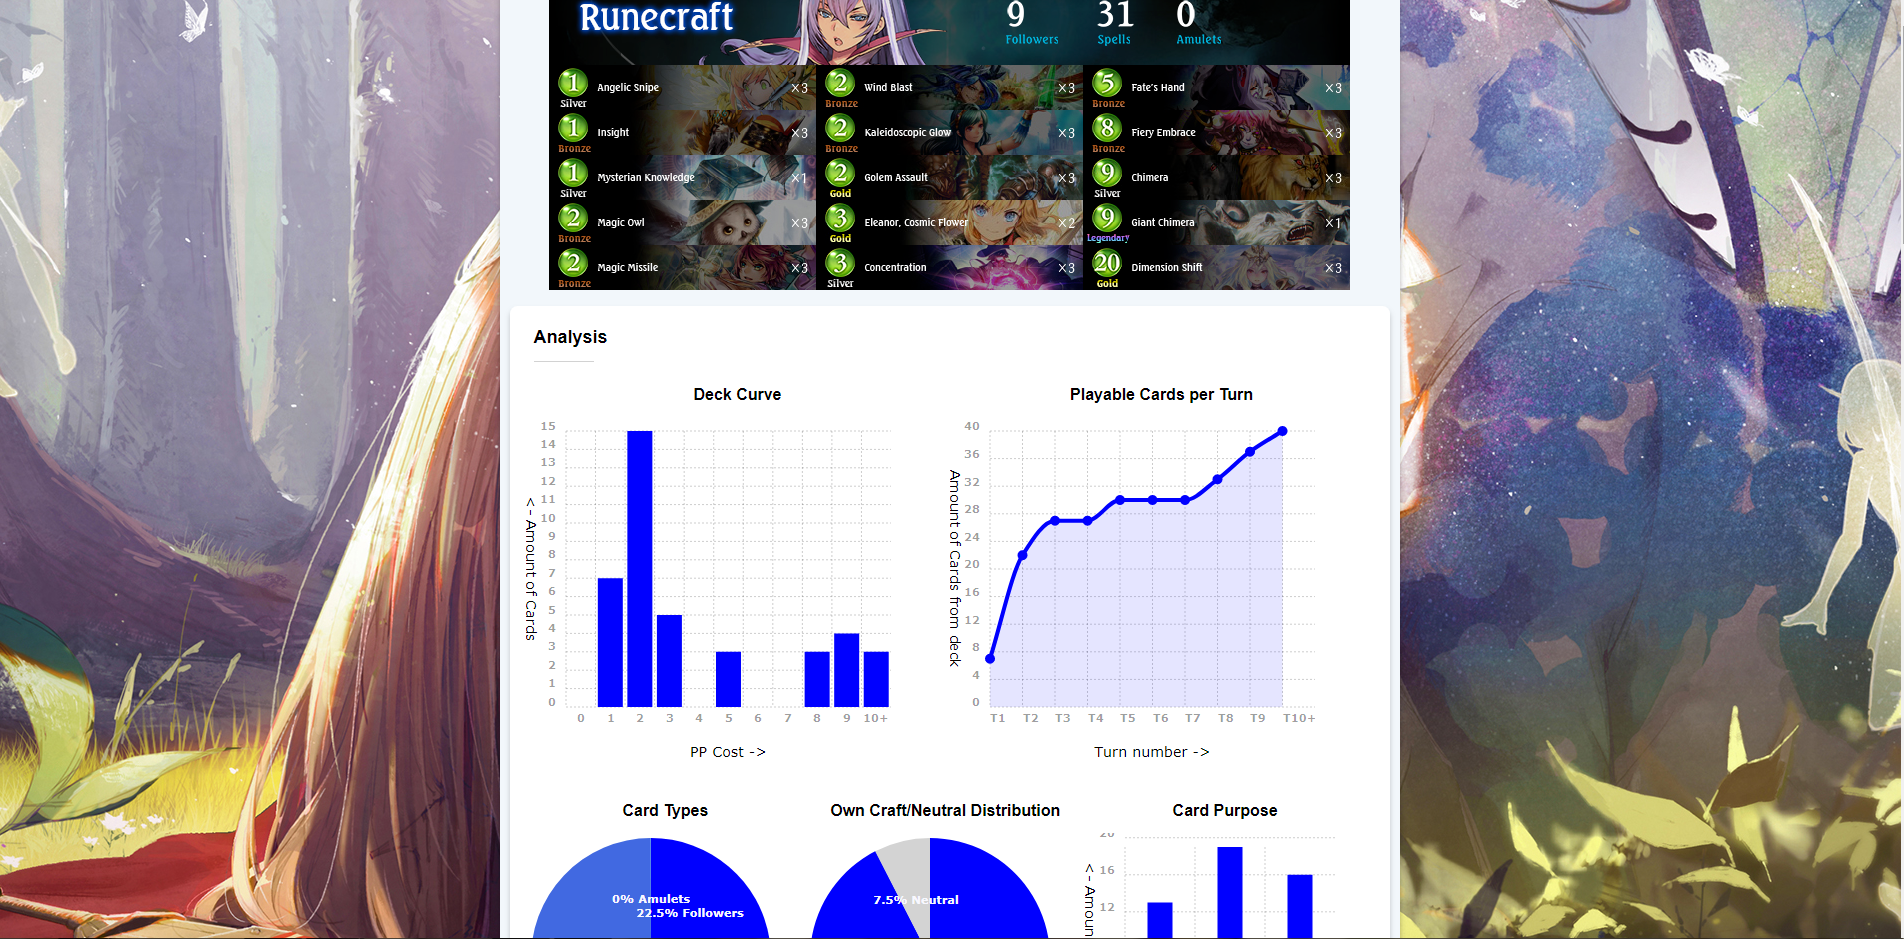 Runecraft
9 31 0
Followers Spells Amulets
1 Angelic Snipe ×3
Silver
2 Wind Blast ×3
Bronze
5 Fate's Hand ×3
Bronze
1 Insight ×3
Bronze
2 Kaleidoscopic Glow ×3
Bronze
8 Fiery Embrace ×3
Bronze
1 Mysterian Knowledge ×1
Silver
2 Golem Assault ×3
Gold
9 Chimera ×3
Silver
2 Magic Owl ×3
Bronze
3 Eleanor, Cosmic Flower ×2
Gold
9 Giant Chimera ×1
Legendary
2 Magic Missile ×3
Bronze
3 Concentration ×3
Silver
20 Dimension Shift ×3
Gold
Analysis
Deck Curve
15
14
13
12
11
10
9
8
7
6
5
4
3
2
1
0
<- Amount of Cards
0 1 2 3 4 5 6 7 8 9 10+
PP Cost ->
Playable Cards per Turn
40
36
32
28
24
20
16
12
8
4
0
Amount of Cards from deck
T1 T2 T3 T4 T5 T6 T7 T8 T9 T10+
Turn number ->
Card Types
0% Amulets
22.5% Followers
Own Craft/Neutral Distribution
7.5% Neutral
Card Purpose
20
16
12
<- Amoun